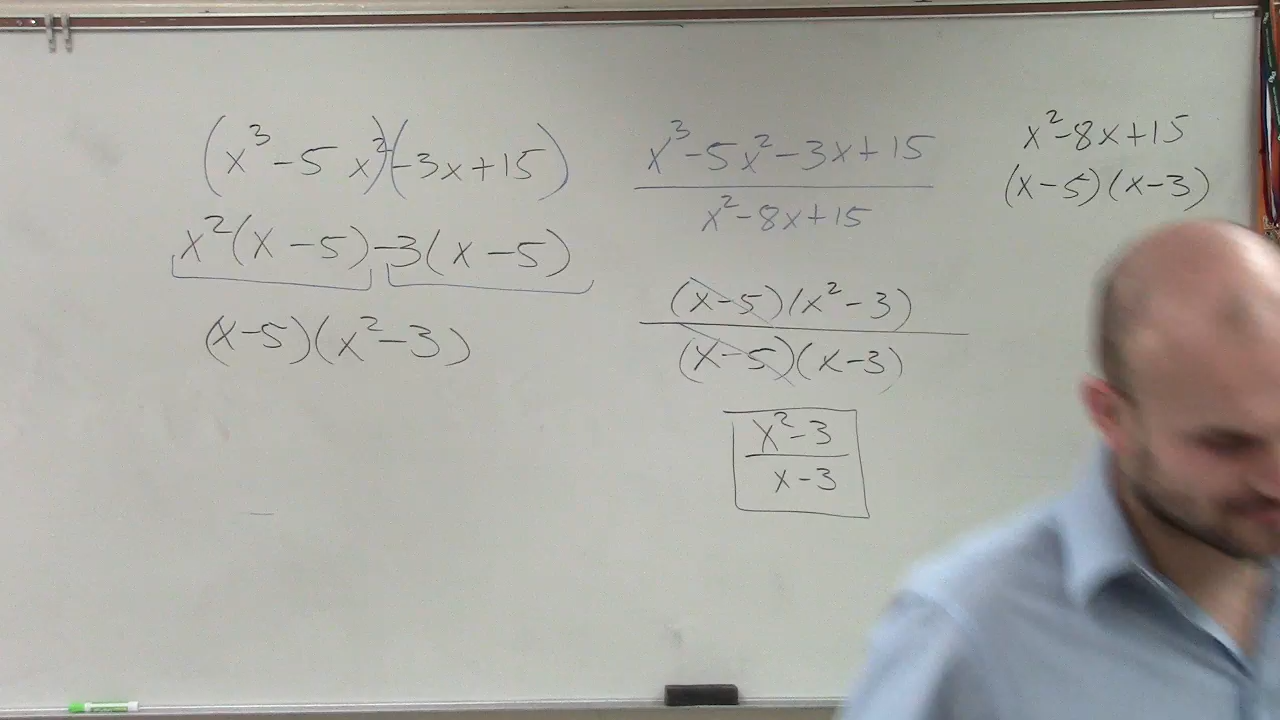 (x³-5x²)(-3x+15)
x²(x-5)-3(x-5)
(x-5)(x²-3)
x³-5x²-3x+15
x²-8x+15
(x-5)(x²-3)
(x-5)(x-3)
x²-3
x-3
x²-8x+15
(x-5)(x-3)